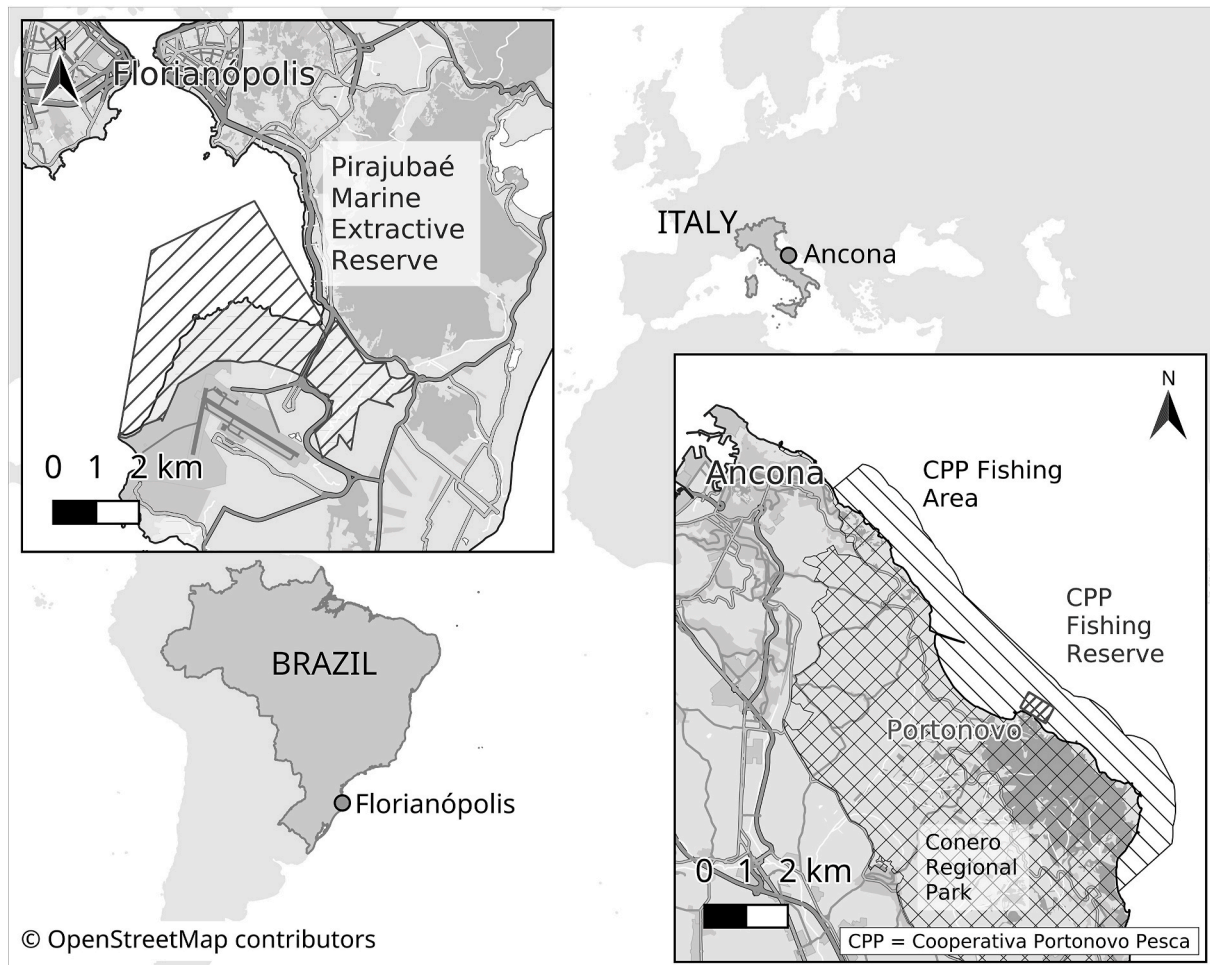 N
Florianópolis
Pirajubaé
Marine
Extractive
Reserve
0 1 2 km
ITALY
Ancona
N
Ancona
CPP Fishing
Area
CPP
Fishing
Reserve
Portonovo
Conero
Regional
Park
0 1 2 km
CPP = Cooperativa Portonovo Pesca
BRAZIL
Florianópolis
© OpenStreetMap contributors